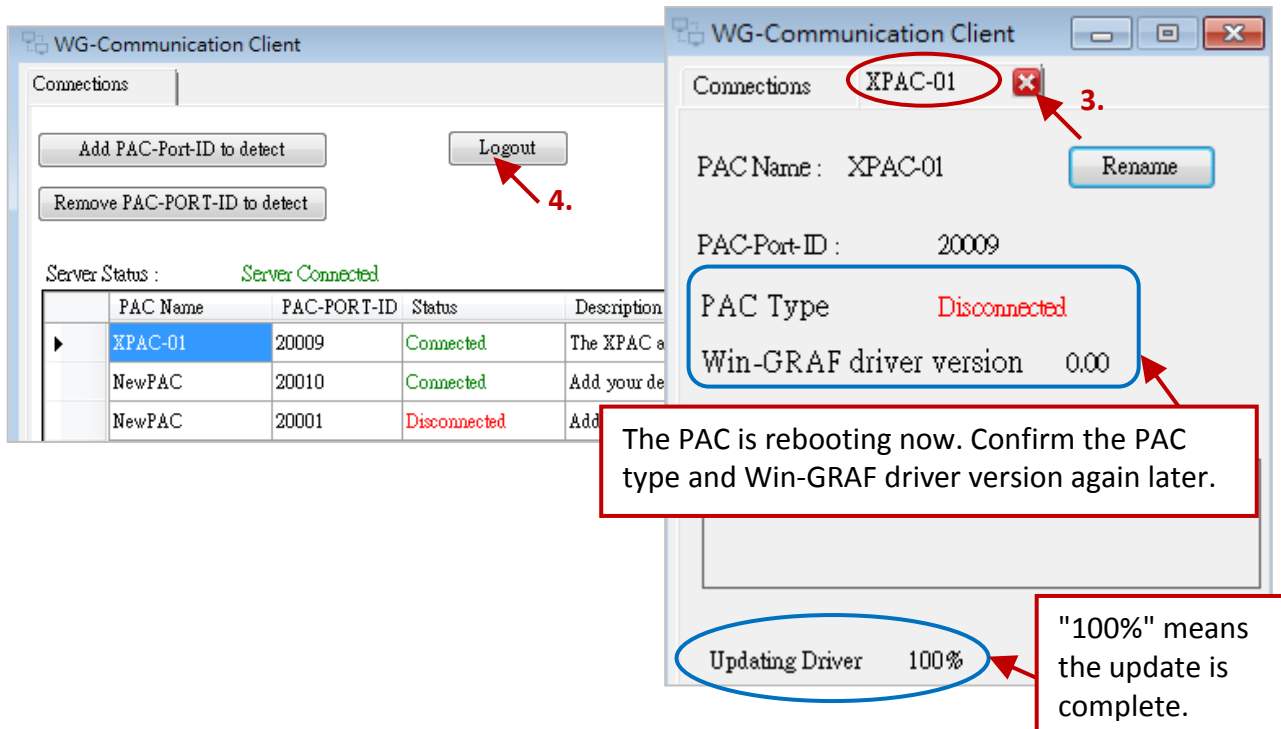 WG-Communication Client
Connections
Add PAC-Port-ID to detect
Logout
Remove PAC-PORT-ID to detect
4.
Server Status : Server Connected
PAC Name PAC-PORT-ID Status Description
XPAC-01 20009 Connected The XPAC a
NewPAC 20010 Connected Add your de
NewPAC 20001 Disconnected Add
WG-Communication Client
Connections XPAC-01
3.
PAC Name : XPAC-01 Rename
PAC-Port-ID : 20009
PAC Type Disconnected
Win-GRAF driver version 0.00
The PAC is rebooting now. Confirm the PAC
type and Win-GRAF driver version again later.
Updating Driver 100%
"100%" means
the update is
complete.